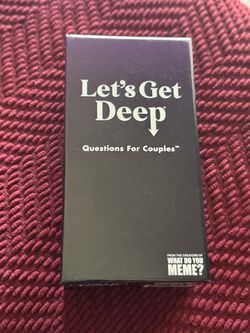 Let's Get
Deep
Questions For Couples™
FROM THE CREATORS OF
WHAT DO YOU
MEME?